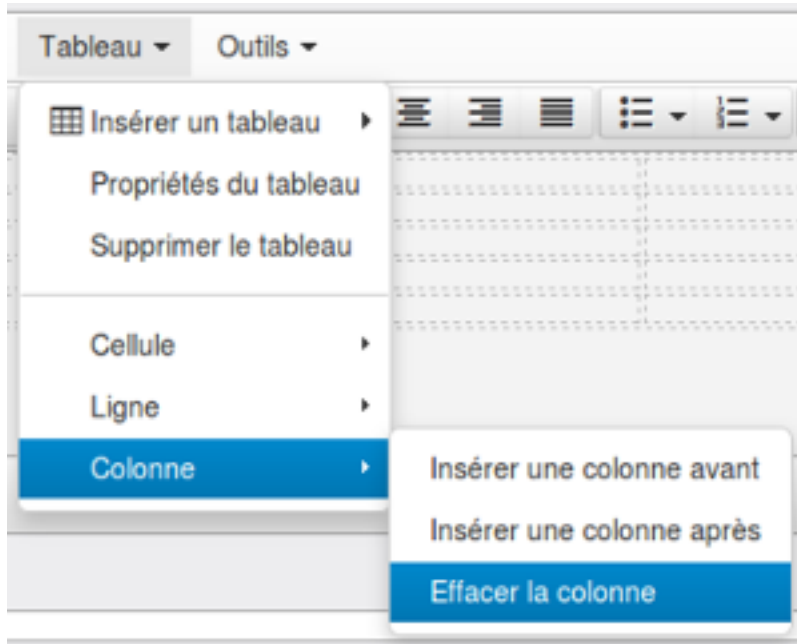 Tableau Outils
Insérer un tableau
Propriétés du tableau
Supprimer le tableau
Cellule
Ligne
Colonne
Insérer une colonne avant
Insérer une colonne après
Effacer la colonne